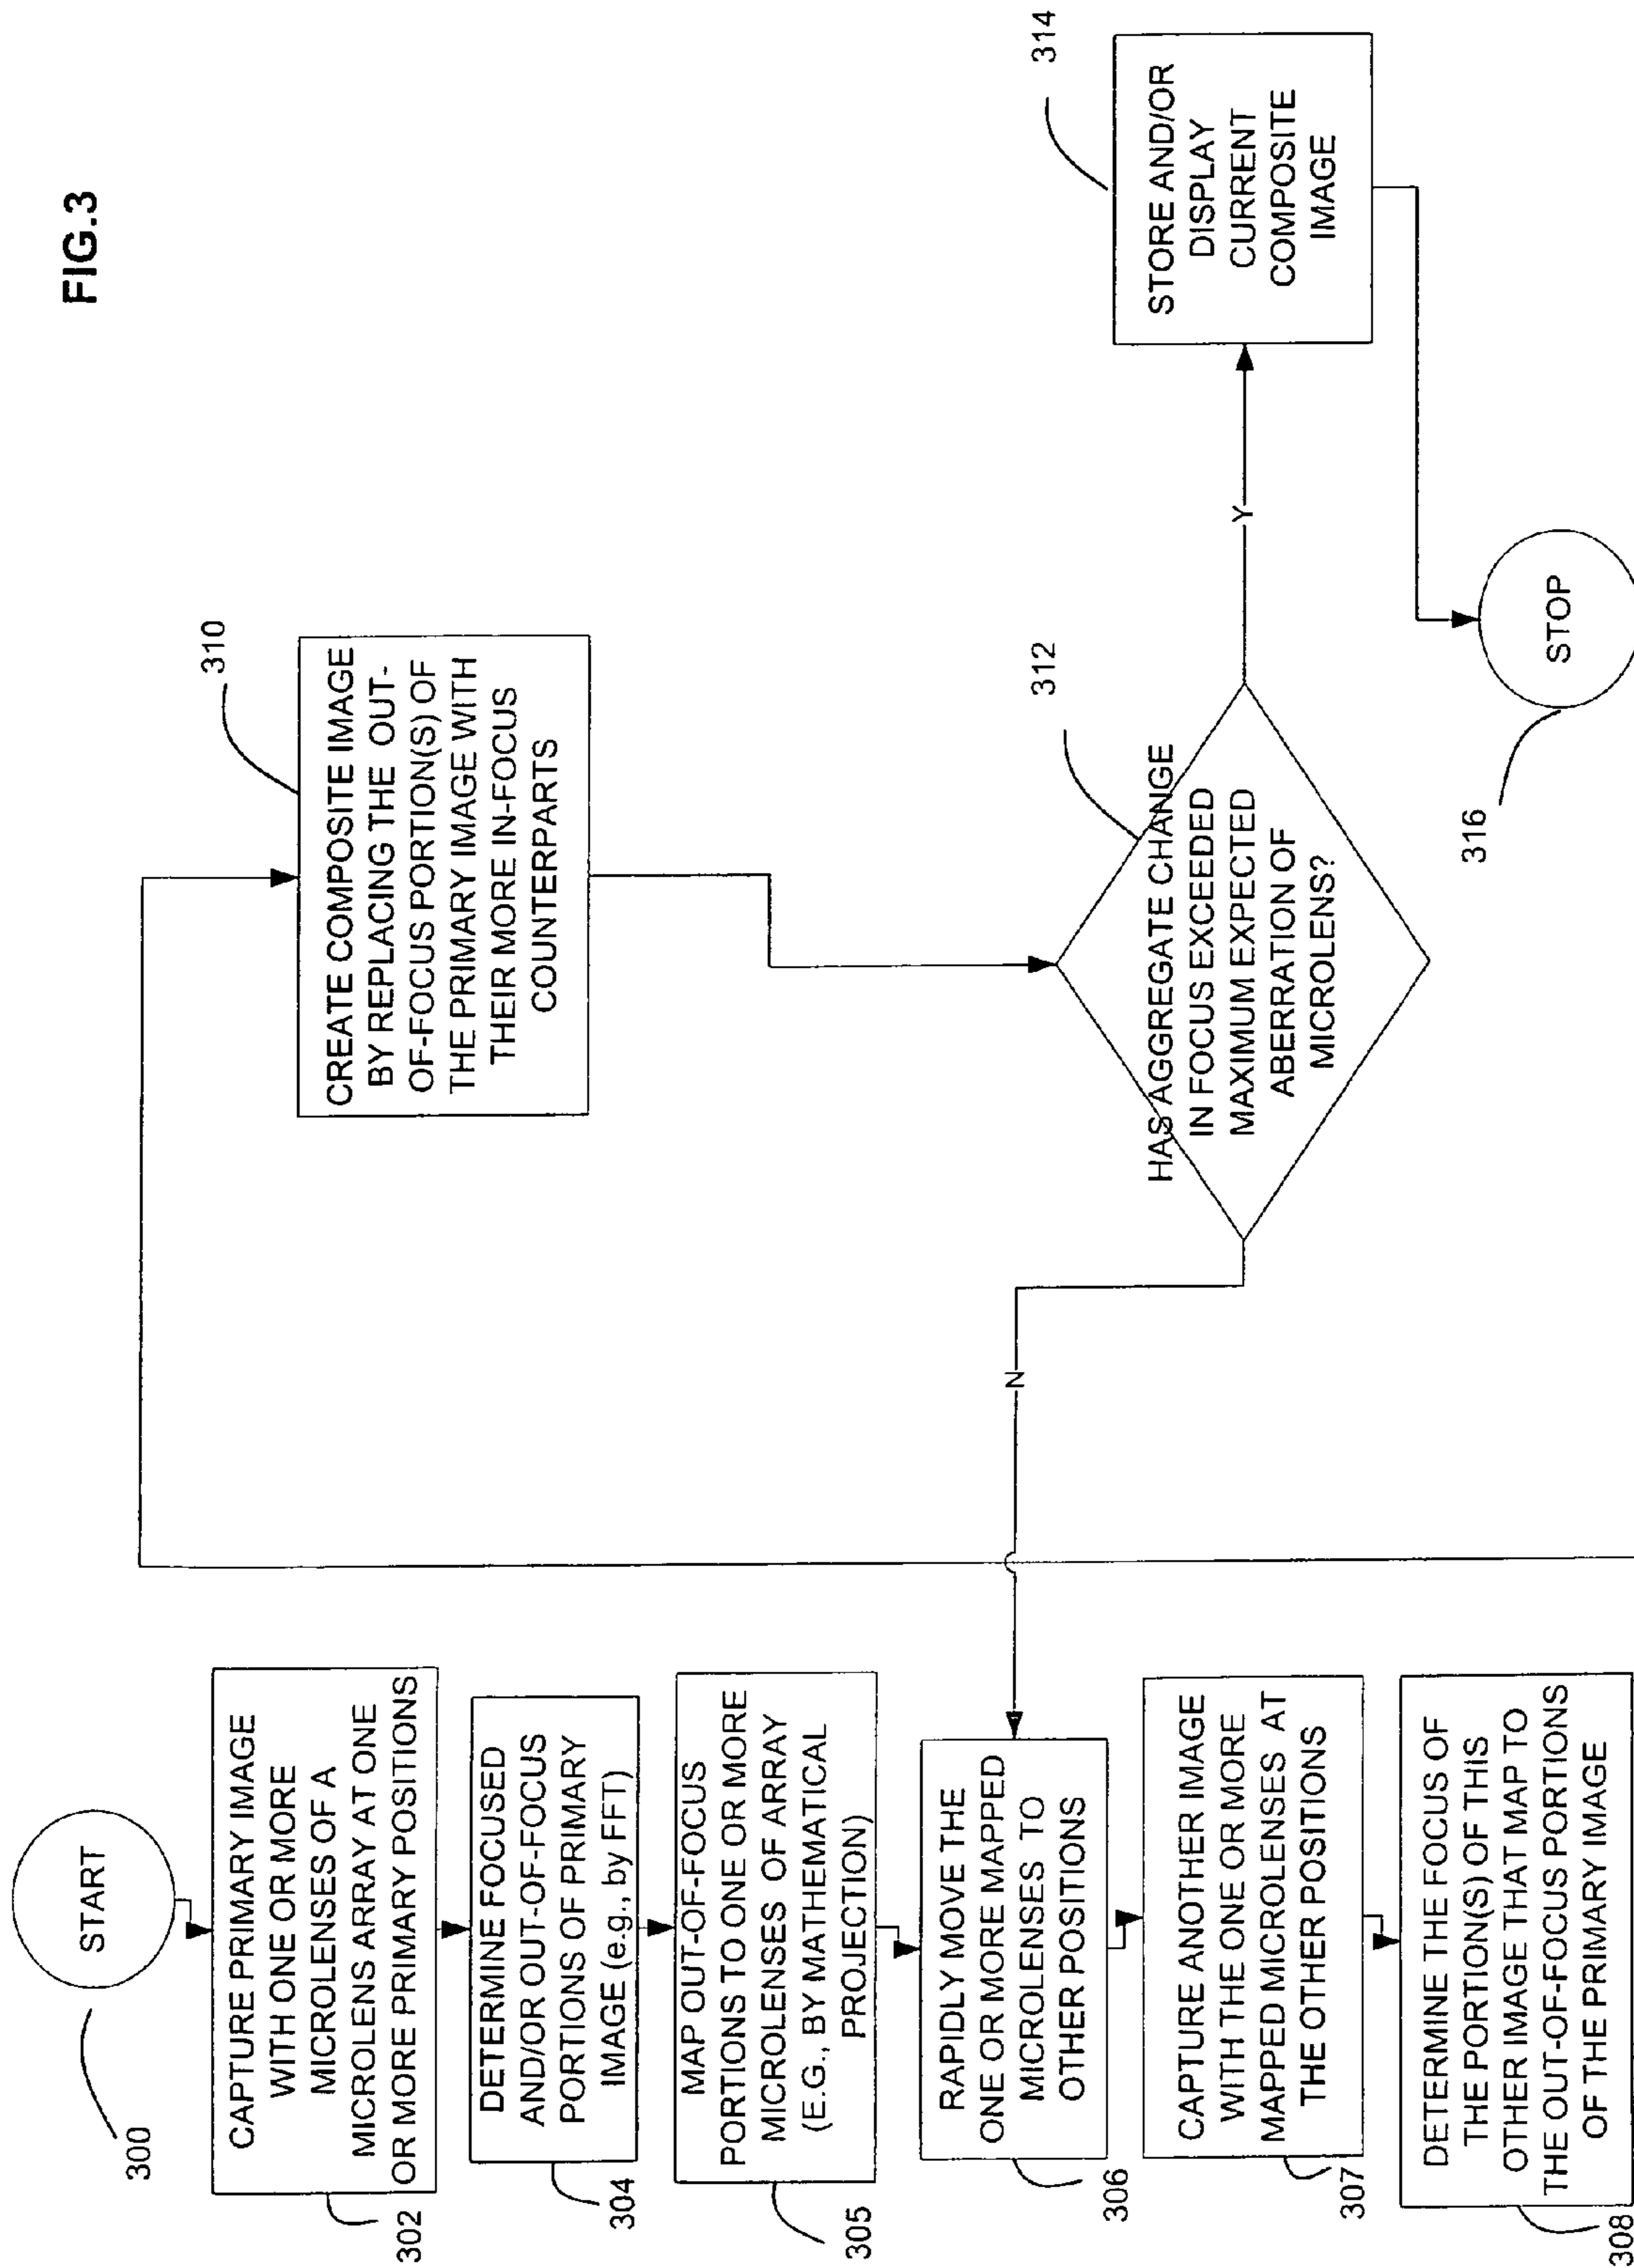 FIG.3
START
300
CAPTURE PRIMARY IMAGE
WITH ONE OR MORE
MICROLENSES OF A
MICROLENS ARRAY AT ONE
OR MORE PRIMARY POSITIONS
302
DETERMINE FOCUSED
AND/OR OUT-OF-FOCUS
PORTIONS OF PRIMARY
IMAGE (e.g., by FFT)
304
MAP OUT-OF-FOCUS
PORTIONS TO ONE OR MORE
MICROLENSES OF ARRAY
(E.G., BY MATHEMATICAL
PROJECTION)
305
RAPIDLY MOVE THE
ONE OR MORE MAPPED
MICROLENSES TO
OTHER POSITIONS
306
CAPTURE ANOTHER IMAGE
WITH THE ONE OR MORE
MAPPED MICROLENSES AT
THE OTHER POSITIONS
307
DETERMINE THE FOCUS OF
THE PORTION(S) OF THIS
OTHER IMAGE THAT MAP TO
THE OUT-OF-FOCUS PORTIONS
OF THE PRIMARY IMAGE
308
CREATE COMPOSITE IMAGE
BY REPLACING THE OUT-
OF-FOCUS PORTION(S) OF
THE PRIMARY IMAGE WITH
THEIR MORE IN-FOCUS
COUNTERPARTS
310
HAS AGGREGATE CHANGE
IN FOCUS EXCEEDED
MAXIMUM EXPECTED
ABERRATION OF
MICROLENS?
312
N
Y
STORE AND/OR
DISPLAY
CURRENT
COMPOSITE
IMAGE
314
STOP
316